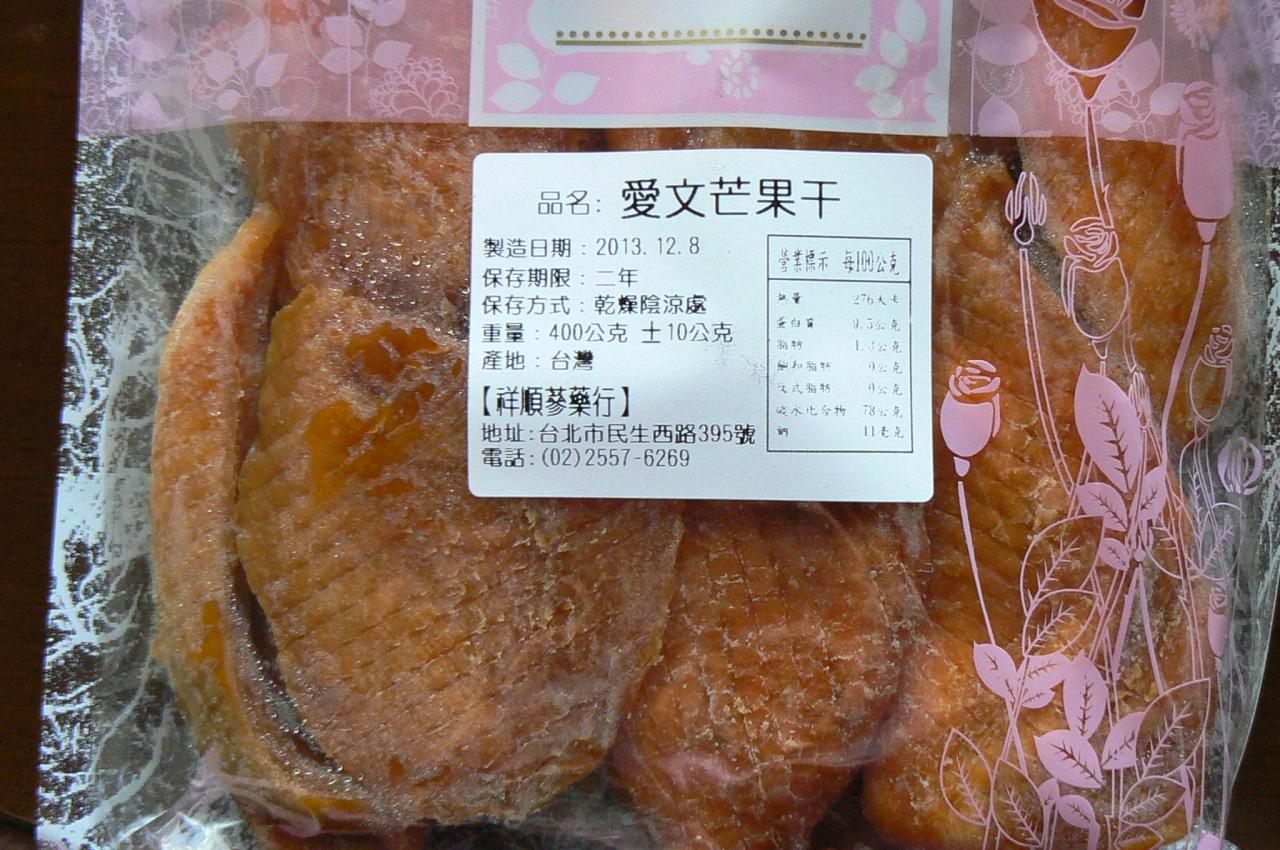 品名: 愛文芒果干
製造日期 : 2013.12.8
保存期限 : 二年
保存方式 : 乾燥陰涼處
重量 : 400公克 土10公克
產地 : 台灣
【祥順蔘藥行】
地址:台北市民生西路395號
電話:(02)2557-6269
營業標示 每100公克
熱量 276大卡
蛋白質 公克
脂肪 公克
飽和脂肪 0公克
式脂肪 0公克
碳水化合物 78公克
鈉 11毫克